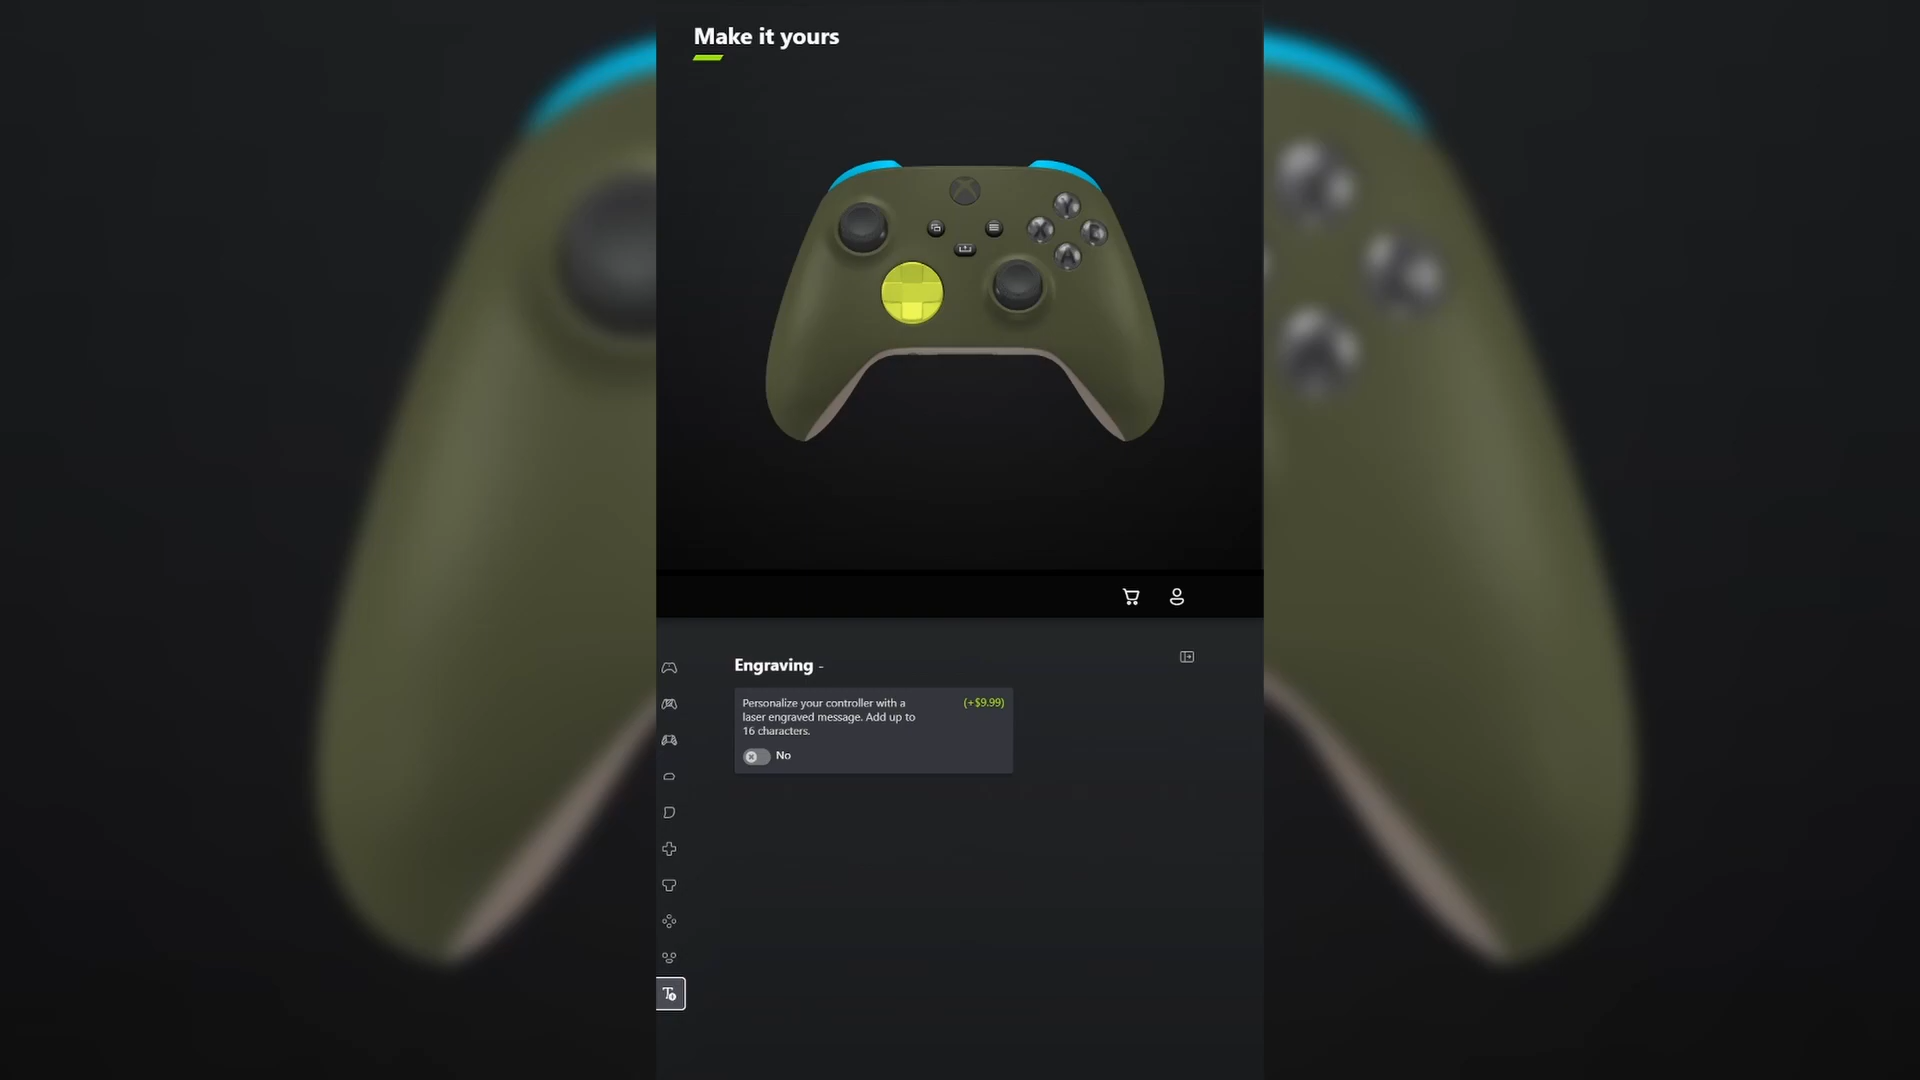 Make it yours
Y
X
B
A
Engraving -
Personalize your controller with a
laser engraved message. Add up to
16 characters.
(+$9.99)
No